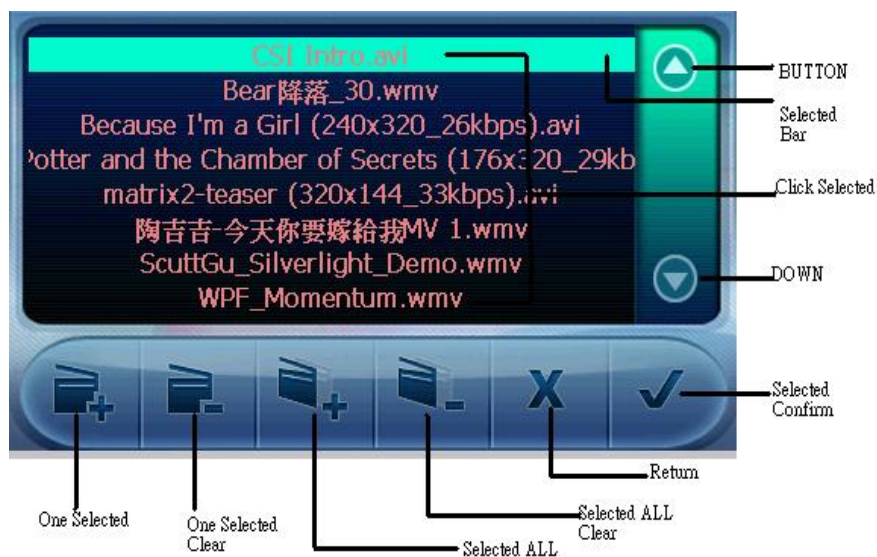 CSI Intro.avi
Bear降落_30.wmv
Because I'm a Girl (240x320_26kbps).avi
Potter and the Chamber of Secrets (176x320_29kb
matrix2-teaser (320x144_33kbps).avi
陶吉吉-今天你要嫁給我MV 1.wmv
ScuttGu_Silverlight_Demo.wmv
WPF_Momentum.wmv
BUTTON
Selected
Bar
Click Selected
DOWN
Selected
Confirm
Return
One Selected
One Selected
Clear
Selected ALL
Selected ALL
Clear